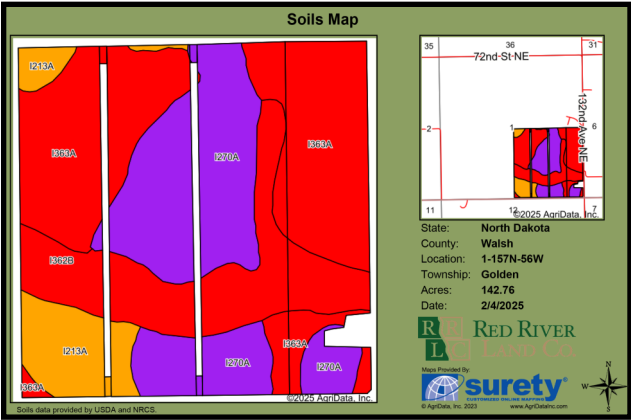 Soils Map
I213A
I363A
I270A
I363A
I362B
I213A
I363A
I270A
I363A
I270A
©2025 AgriData, Inc.
Soils data provided by USDA and NRCS.
35
36
31
72nd St NE
132nd Ave NE
1
6
2
11
12
7
©2025 AgriData, Inc.
State: North Dakota
County: Walsh
Location: 1-157N-56W
Township: Golden
Acres: 142.76
Date: 2/4/2025
R R
L C
RED RIVER
LAND CO.
Maps Provided By:
surety®
CUSTOMIZED ONLINE MAPPING
© AgriData, Inc. 2023 www.AgriDataInc.com
N
W E
S